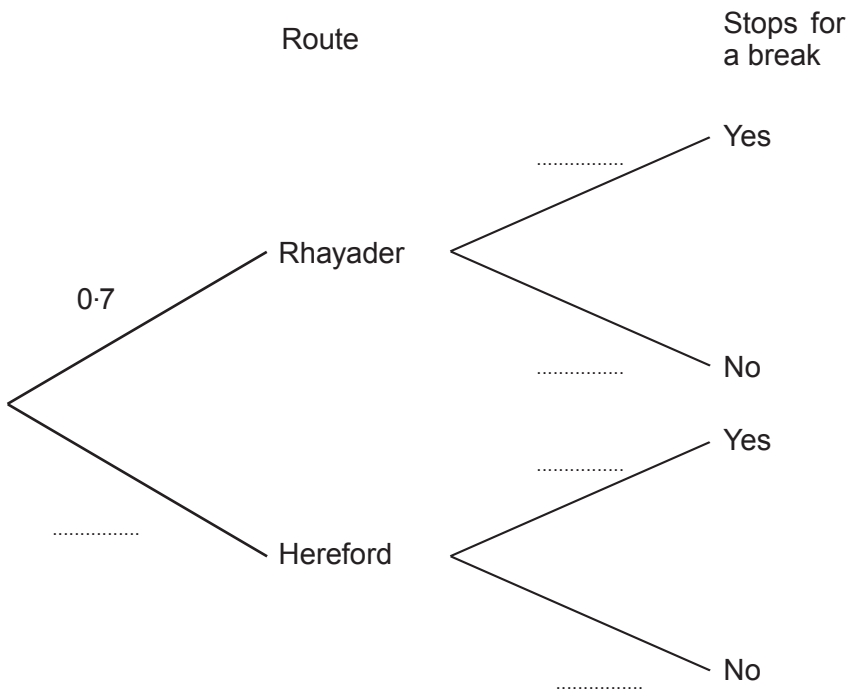 Route
Stops for
a break
................
Yes
Rhayader
0·7
................
No
................
Yes
................
Hereford
................
No